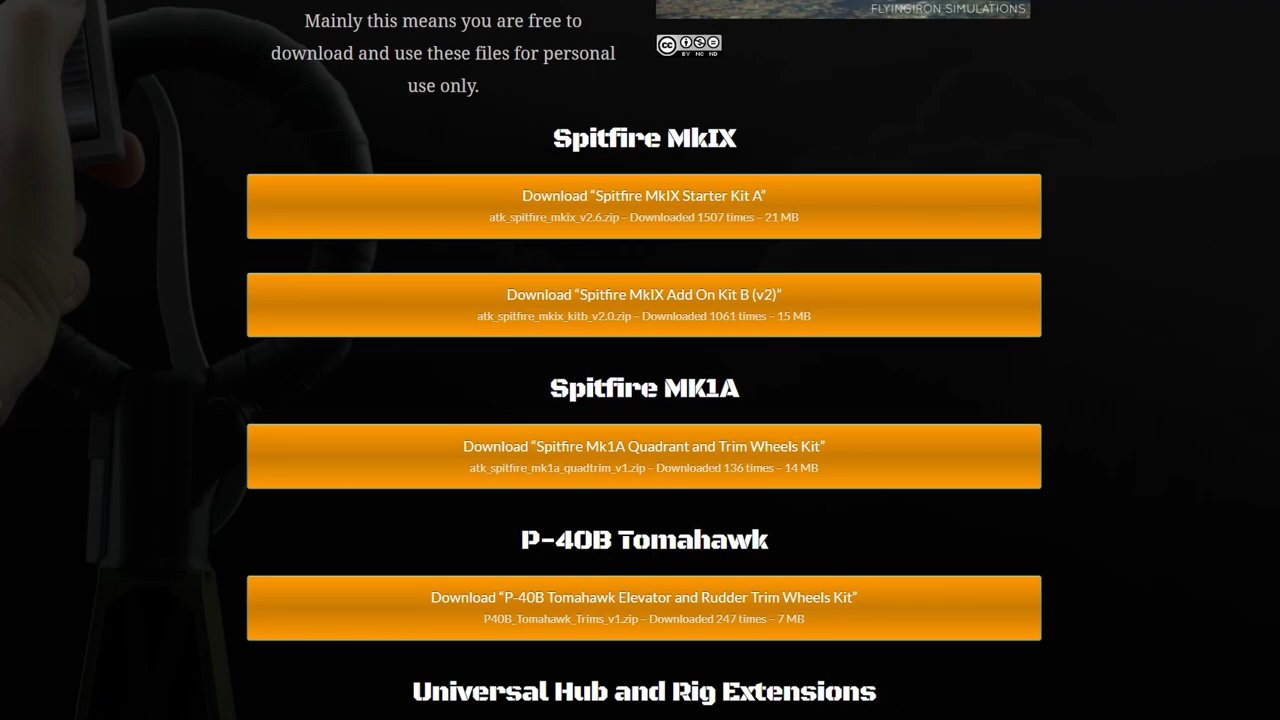 Mainly this means you are free to
download and use these files for personal
use only.
FLYINGIRON SIMULATIONS
cc
BY NC ND
Spitfire MkIX
Download “Spitfire MkIX Starter Kit A”
atk_spitfire_mkix_v2.6.zip – Downloaded 1507 times – 21 MB
Download “Spitfire MkIX Add On Kit B (v2)”
atk_spitfire_mkix_kitb_v2.0.zip – Downloaded 1061 times – 15 MB
Spitfire MK1A
Download “Spitfire Mk1A Quadrant and Trim Wheels Kit”
atk_spitfire_mk1a_quadtrim_v1.zip – Downloaded 136 times – 14 MB
P-40B Tomahawk
Download “P-40B Tomahawk Elevator and Rudder Trim Wheels Kit”
P40B_Tomahawk_Trims_v1.zip – Downloaded 247 times – 7 MB
Universal Hub and Rig Extensions